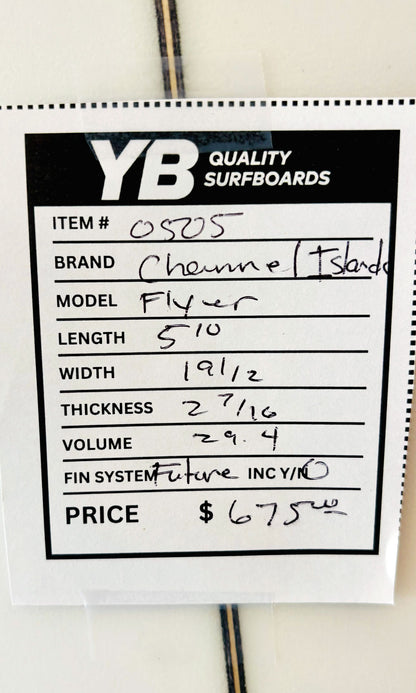 YB QUALITY
SURFBOARDS
ITEM # 0505
BRAND Channel Islands
MODEL Flyer
LENGTH 5 10
WIDTH 19 1/2
THICKNESS 2 7/16
VOLUME 29.4
FIN SYSTEM Future INC Y/N O
PRICE $ 675.00